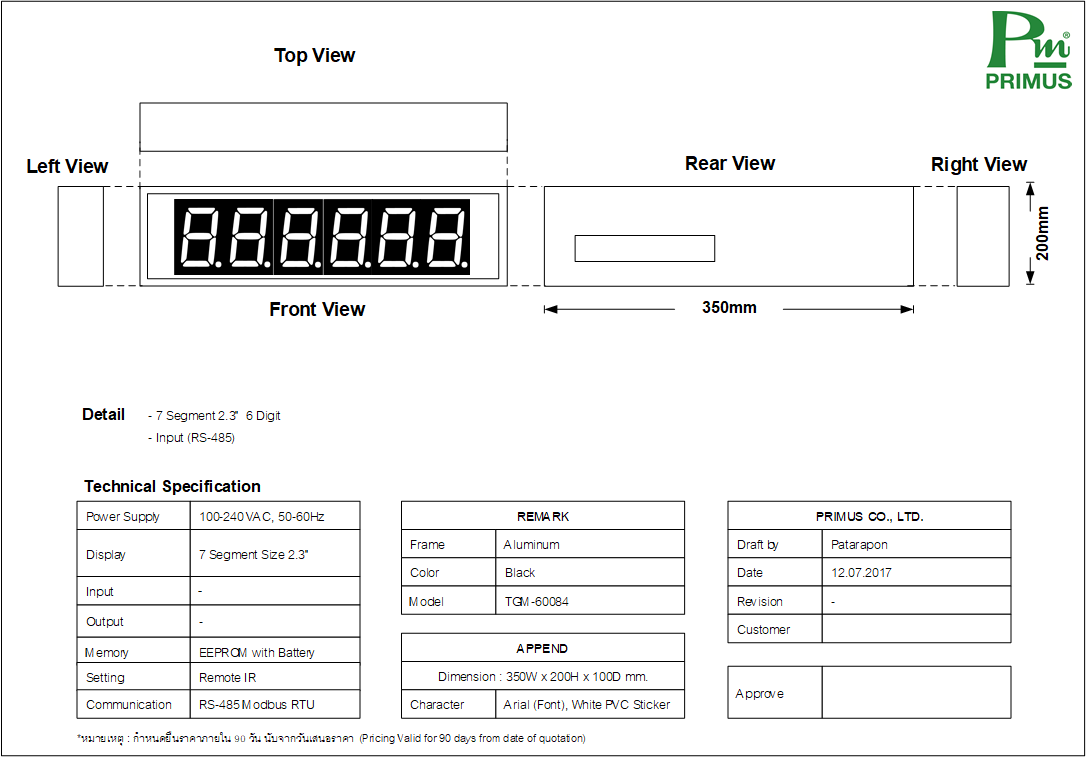 Top View
Pm®
PRIMUS
Left View
Rear View
Right View
200mm
Front View
350mm
Detail
- 7 Segment 2.3" 6 Digit
- Input (RS-485)
Technical Specification
Power Supply 100-240VAC, 50-60Hz
Display 7 Segment Size 2.3"
Input -
Output -
Memory EEPROM with Battery
Setting Remote IR
Communication RS-485 Modbus RTU
REMARK
Frame Aluminum
Color Black
Model TGM-60084
APPEND
Dimension : 350W x 200H x 100D mm.
Character Arial (Font), White PVC Sticker
PRIMUS CO., LTD.
Draft by Patarapon
Date 12.07.2017
Revision -
Customer
Approve
*หมายเหตุ : กำหนดยืนราคาภายใน 90 วัน นับจากวันเสนอราคา (Pricing Valid for 90 days from date of quotation)